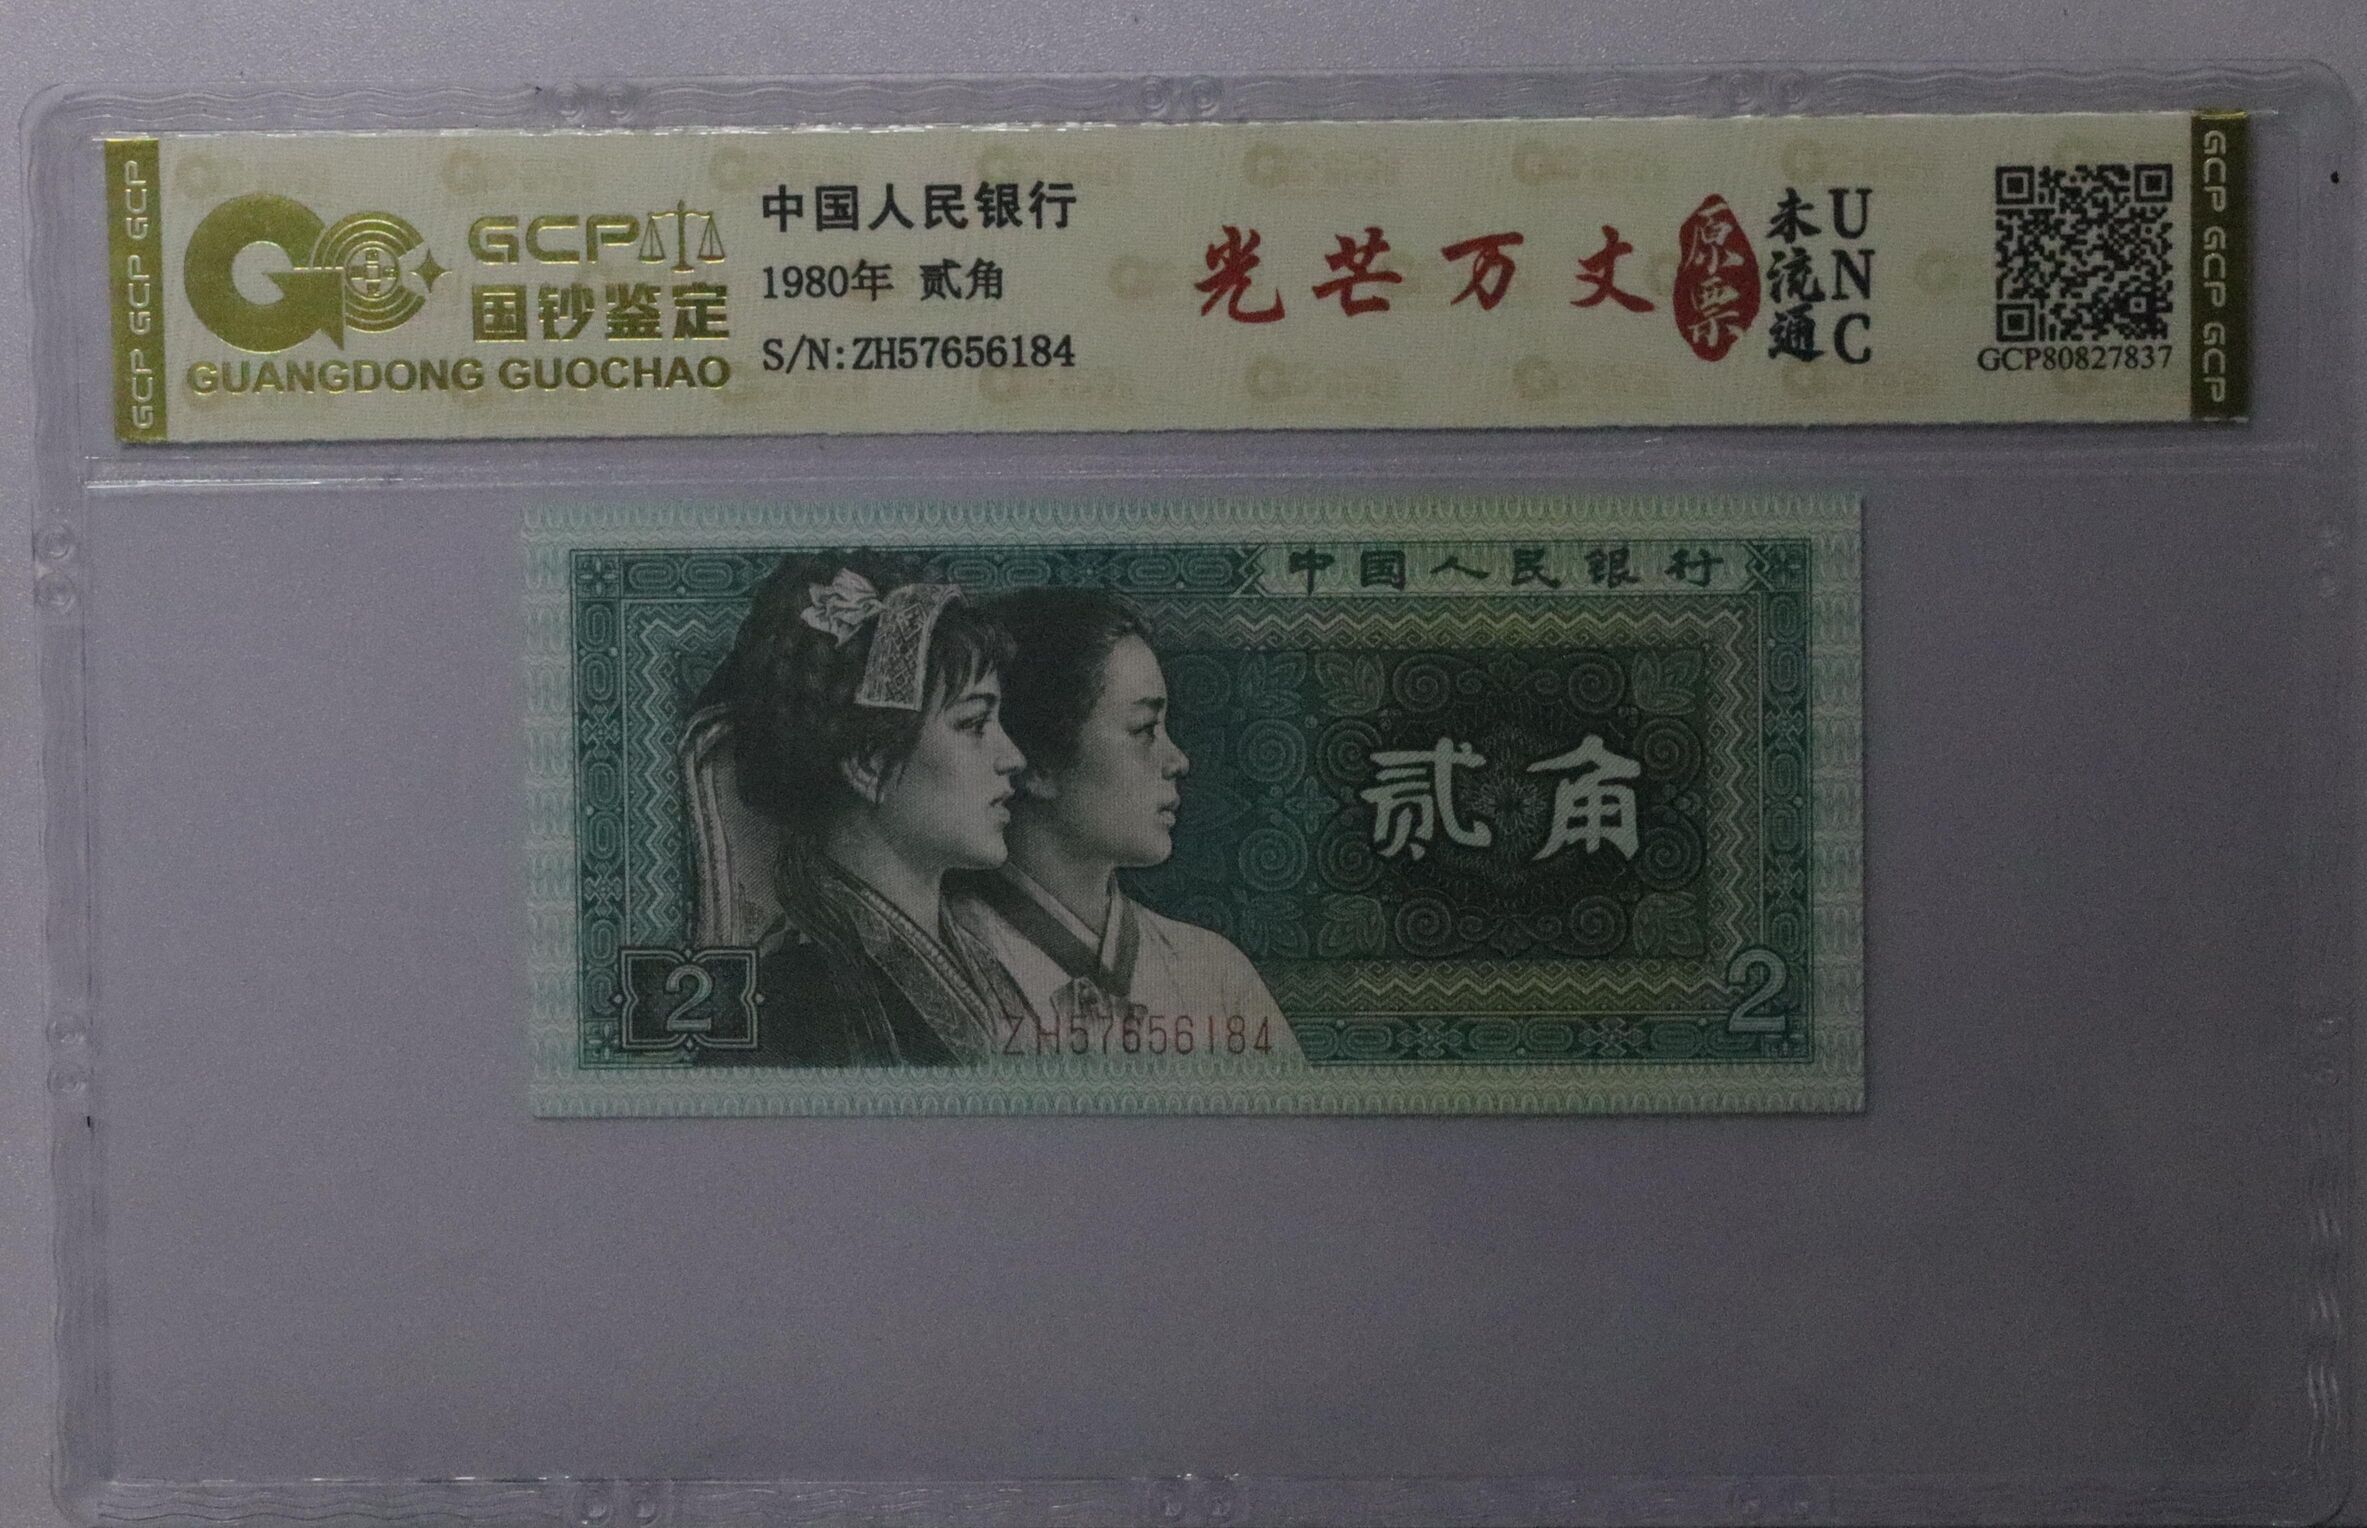 GCP GCP GCP
GCP
国钞鉴定
GUANGDONG GUOCHAO
中国人民银行
1980年 贰角
S/N:ZH57656184
光芒万丈
原票
未流通
UNC
GCP80827837
GCP GCP GCP
中国人民银行
贰角
2
2
ZH57656184